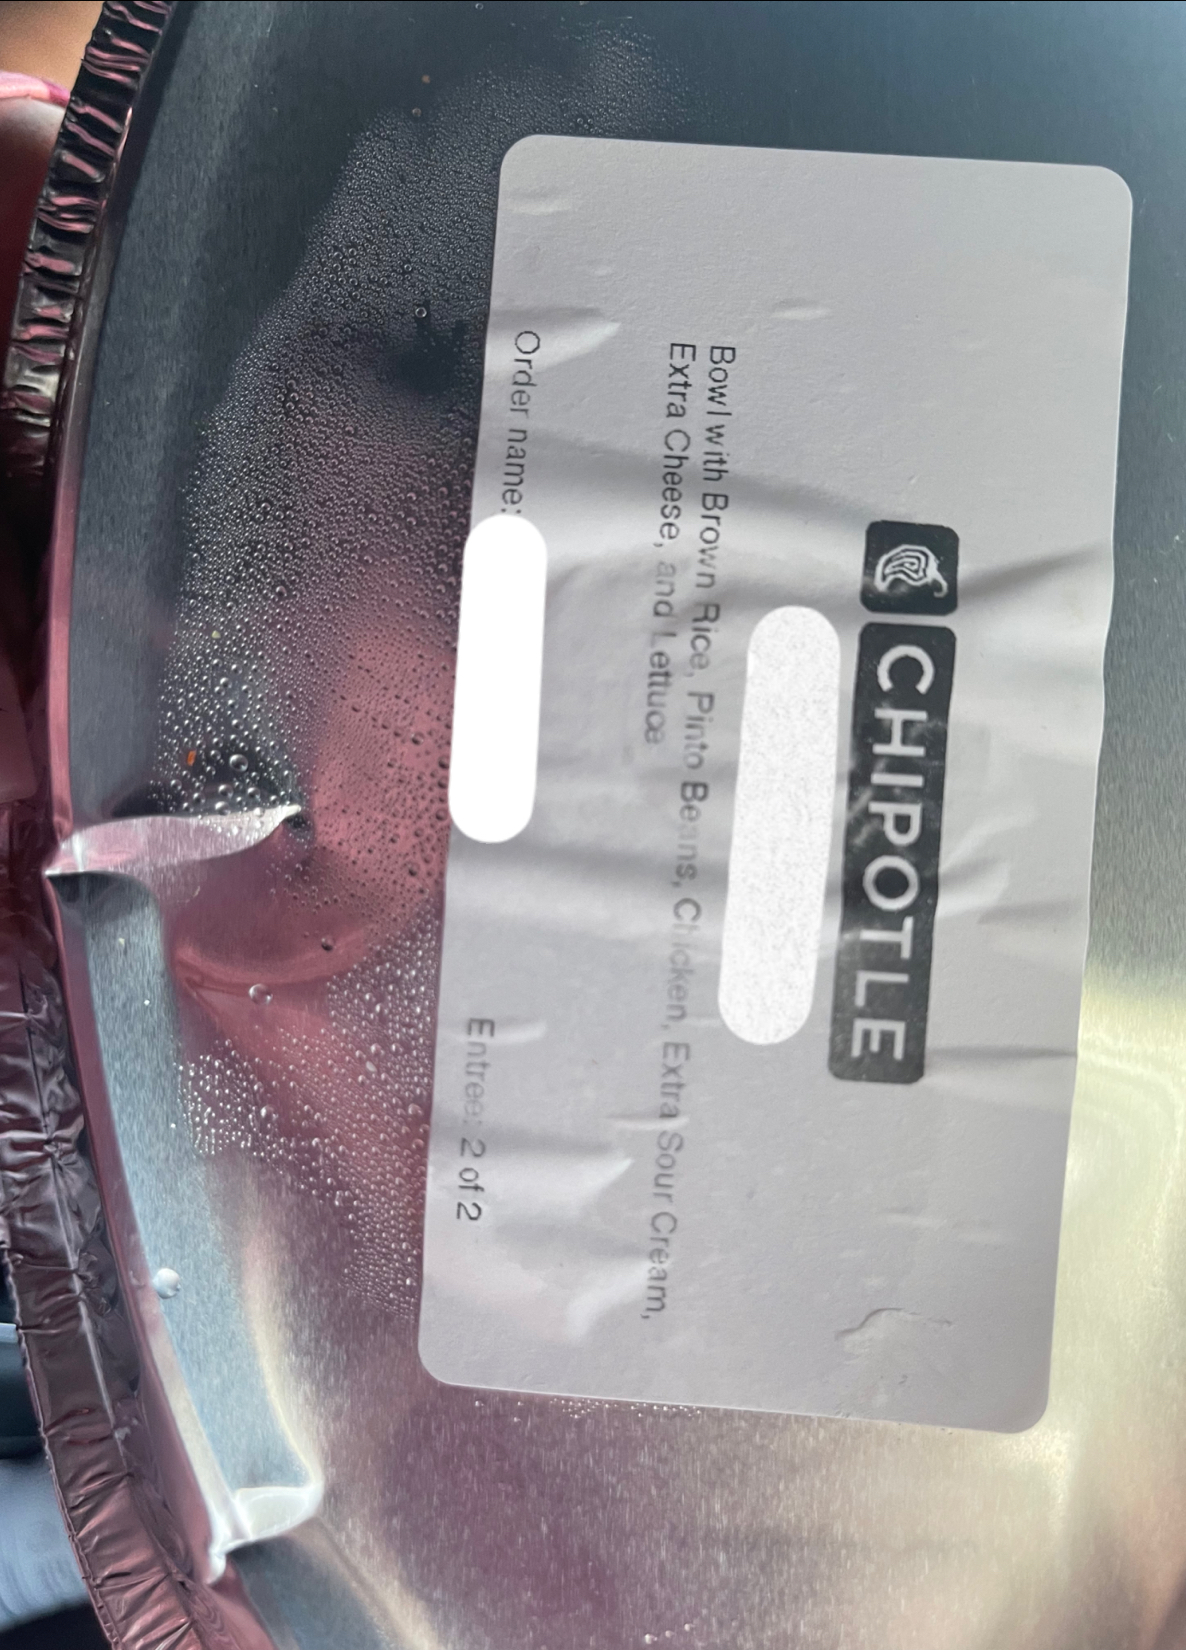 CHIPOTLE
Bowl with Brown Rice, Pinto Beans, Chicken, Extra Sour Cream,
Extra Cheese, and Lettuce
Order name:
Entree: 2 of 2